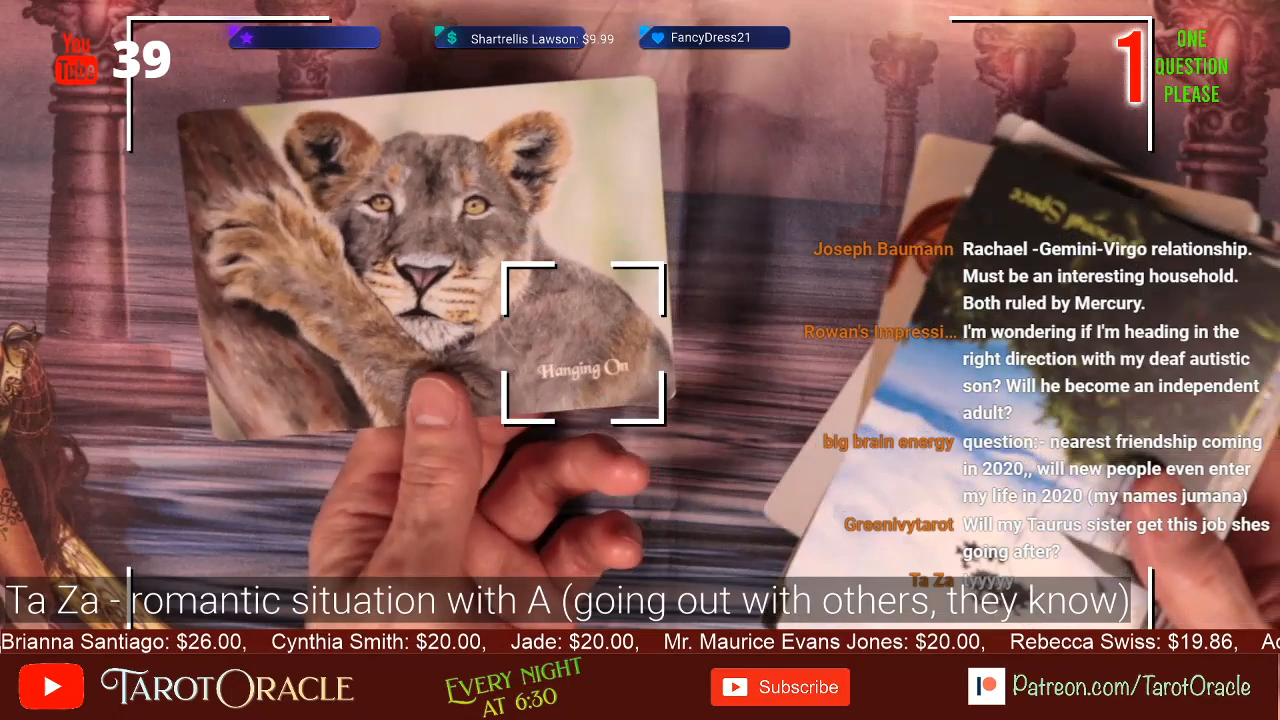 You
Tube
39
Shartrellis Lawson: $9.99
FancyDress21
1
ONE
QUESTION
PLEASE
Hanging On
Joseph Baumann Rachael -Gemini-Virgo relationship.
Must be an interesting household.
Both ruled by Mercury.
Rowan's Impressi... I'm wondering if I'm heading in the
right direction with my deaf autistic
son? Will he become an independent
adult?
big brain energy question:- nearest friendship coming
in 2020,, will new people even enter
my life in 2020 (my names jumana)
Greenivytarot Will my Taurus sister get this job shes
going after?
Ta Za tyyyyy
Ta Za - romantic situation with A (going out with others, they know)
Brianna Santiago: $26.00, Cynthia Smith: $20.00, Jade: $20.00, Mr. Maurice Evans Jones: $20.00, Rebecca Swiss: $19.86,
TAROTORACLE
EVERY NIGHT
AT 6:30
Subscribe
Patreon.com/TarotOracle